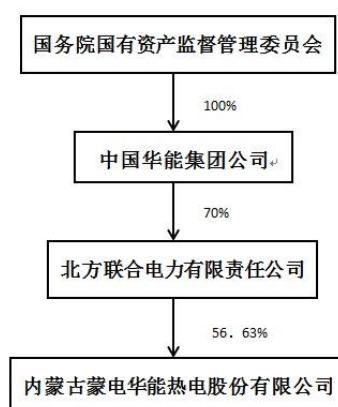 国务院国有资产监督管理委员会
100%
中国华能集团公司
70%
北方联合电力有限责任公司
56.63%
内蒙古蒙电华能热电股份有限公司